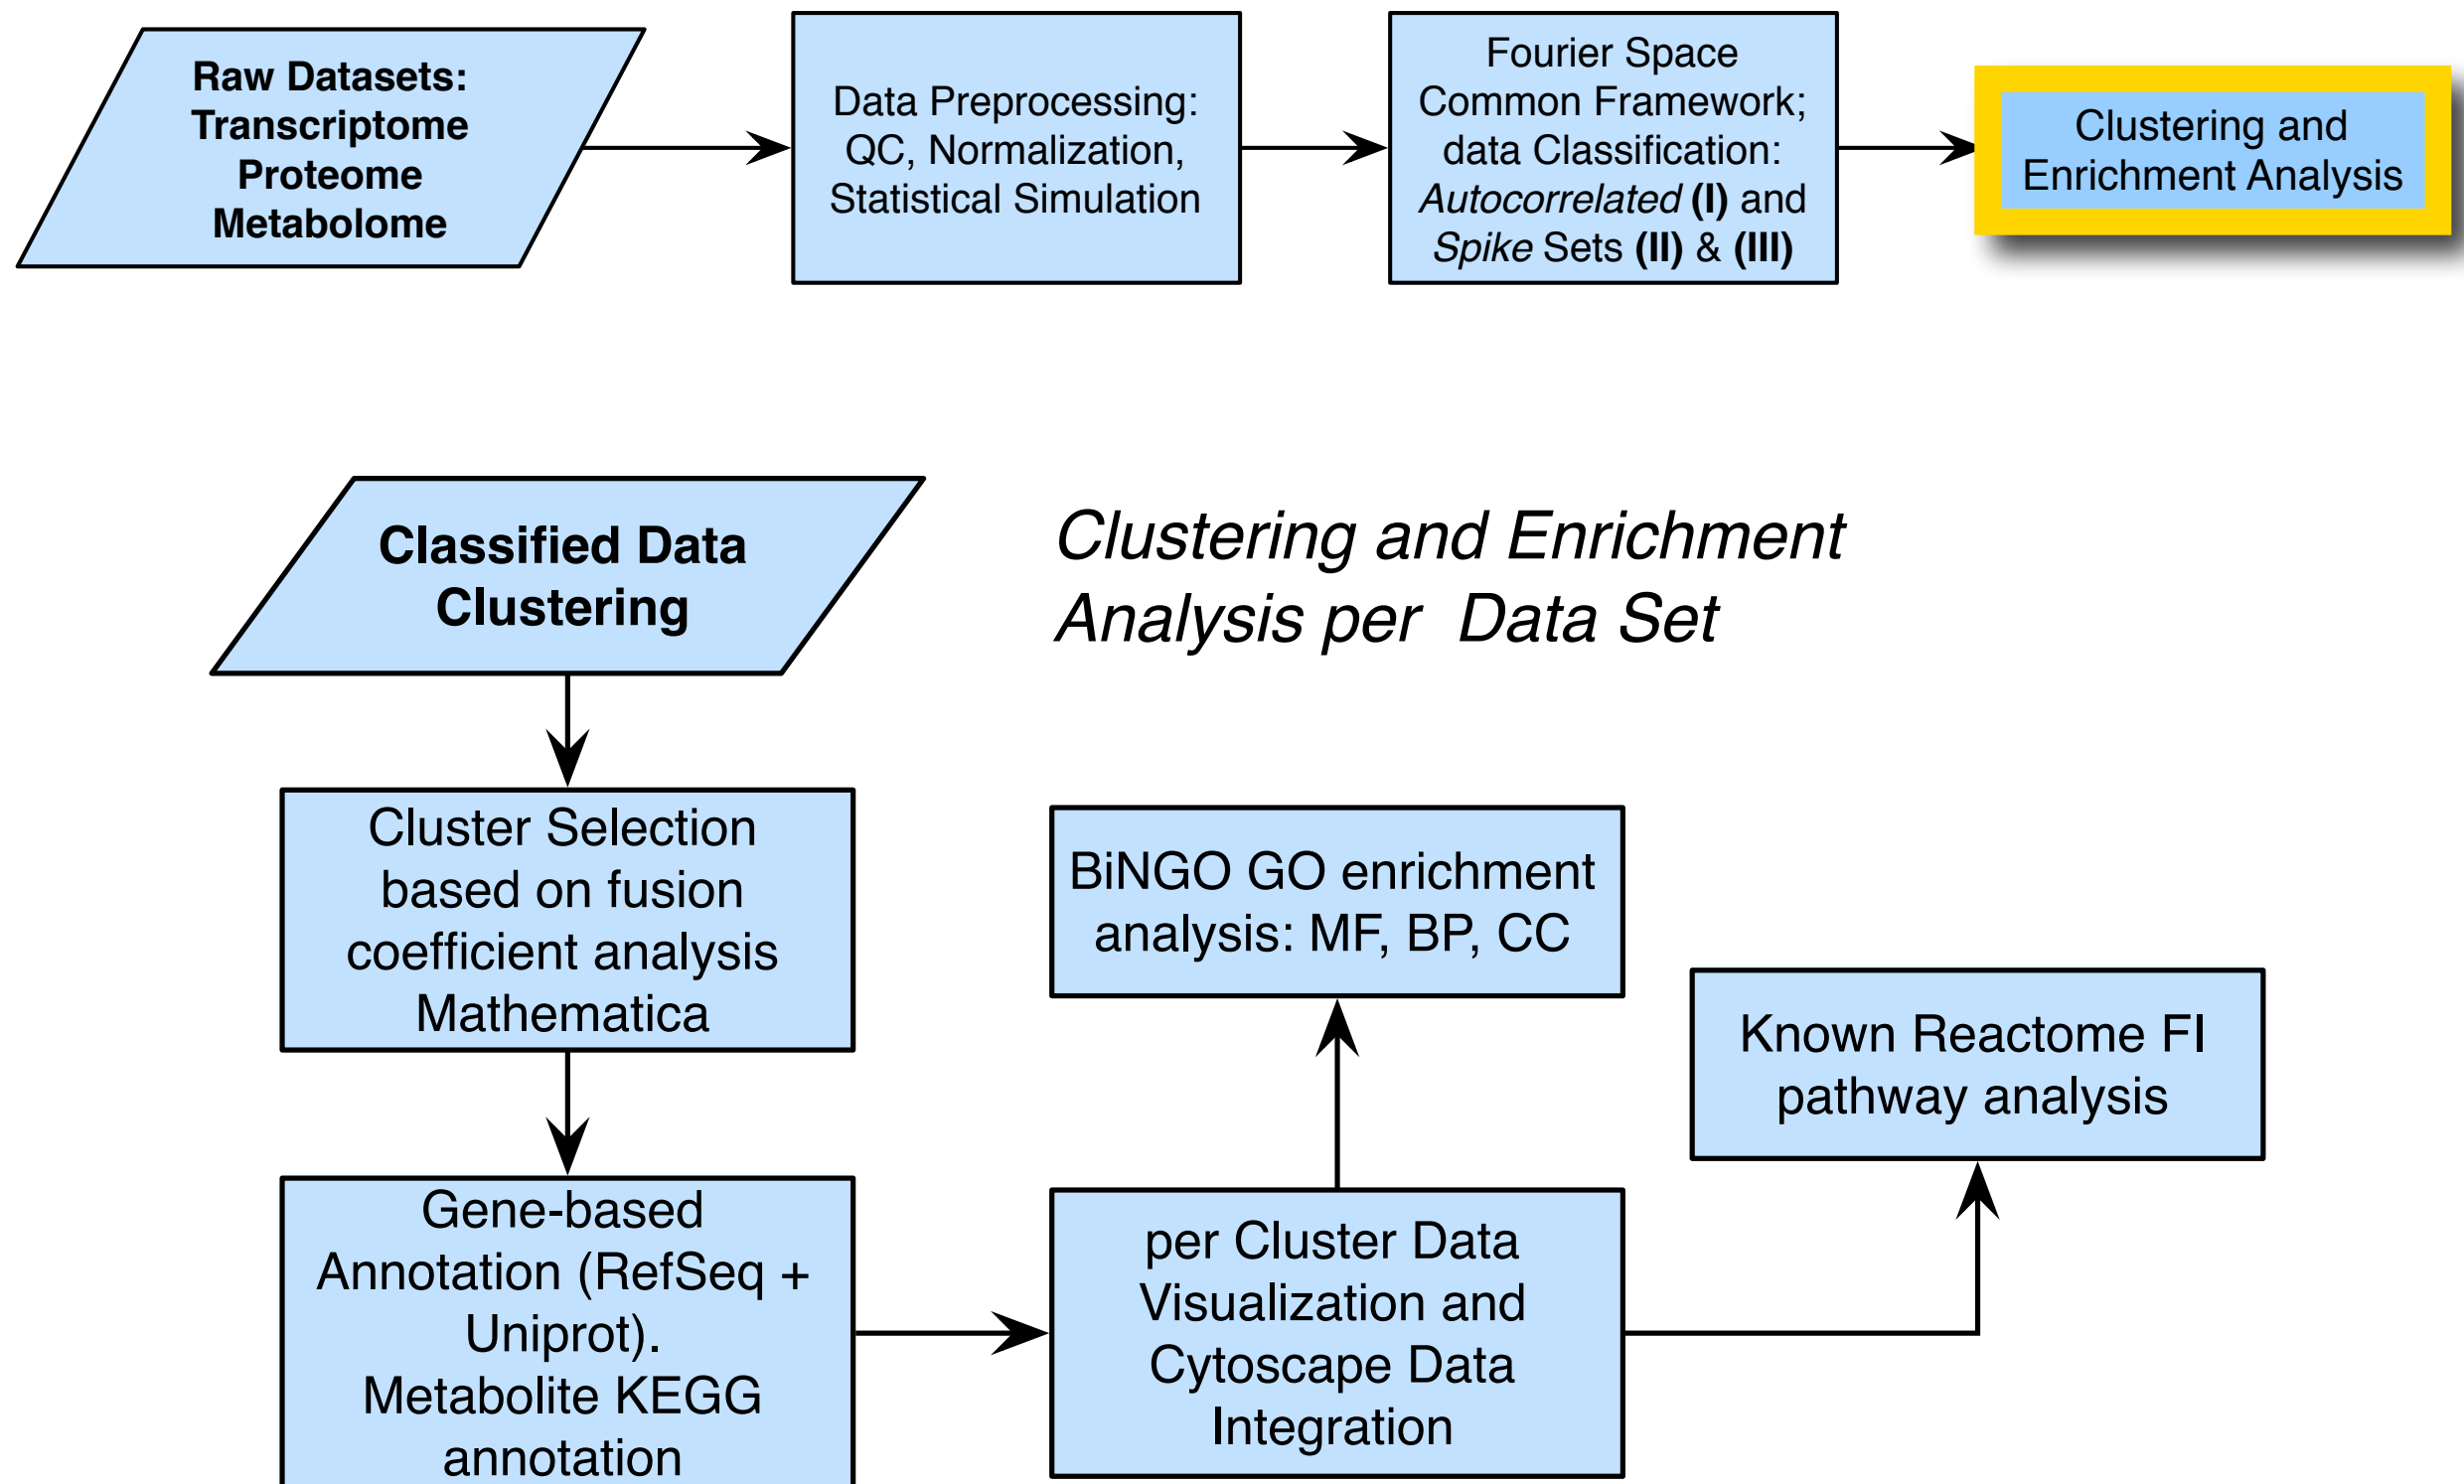 Raw Datasets:
Transcriptome
Proteome
Metabolome
Data Preprocessing:
QC, Normalization,
Statistical Simulation
Fourier Space
Common Framework;
data Classification:
Autocorrelated (I) and
Spike Sets (II) & (III)
Clustering and
Enrichment Analysis
Clustering and Enrichment
Analysis per Data Set
Classified Data
Clustering
Cluster Selection
based on fusion
coefficient analysis
Mathematica
Gene-based
Annotation (RefSeq +
Uniprot).
Metabolite KEGG
annotation
per Cluster Data
Visualization and
Cytoscape Data
Integration
BiNGO GO enrichment
analysis: MF, BP, CC
Known Reactome FI
pathway analysis